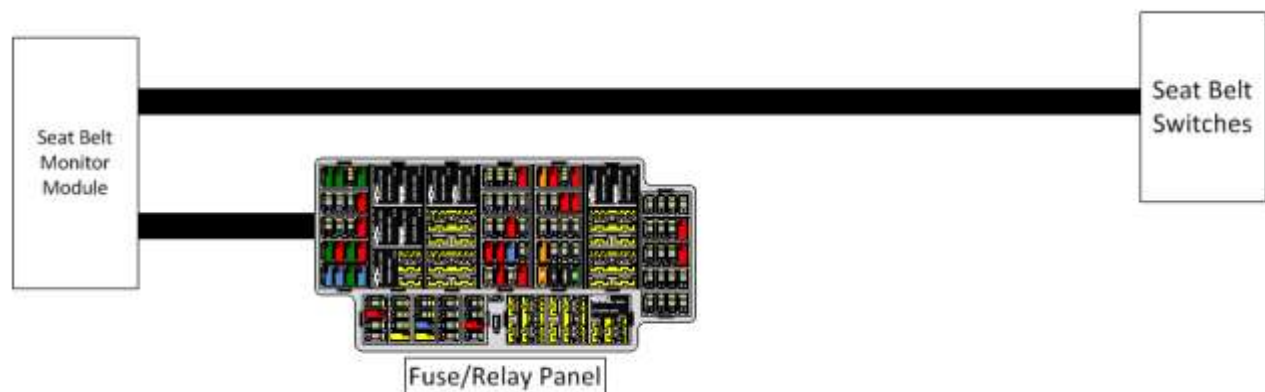 Seat Belt
Monitor
Module
Seat Belt
Switches
Fuse/Relay Panel